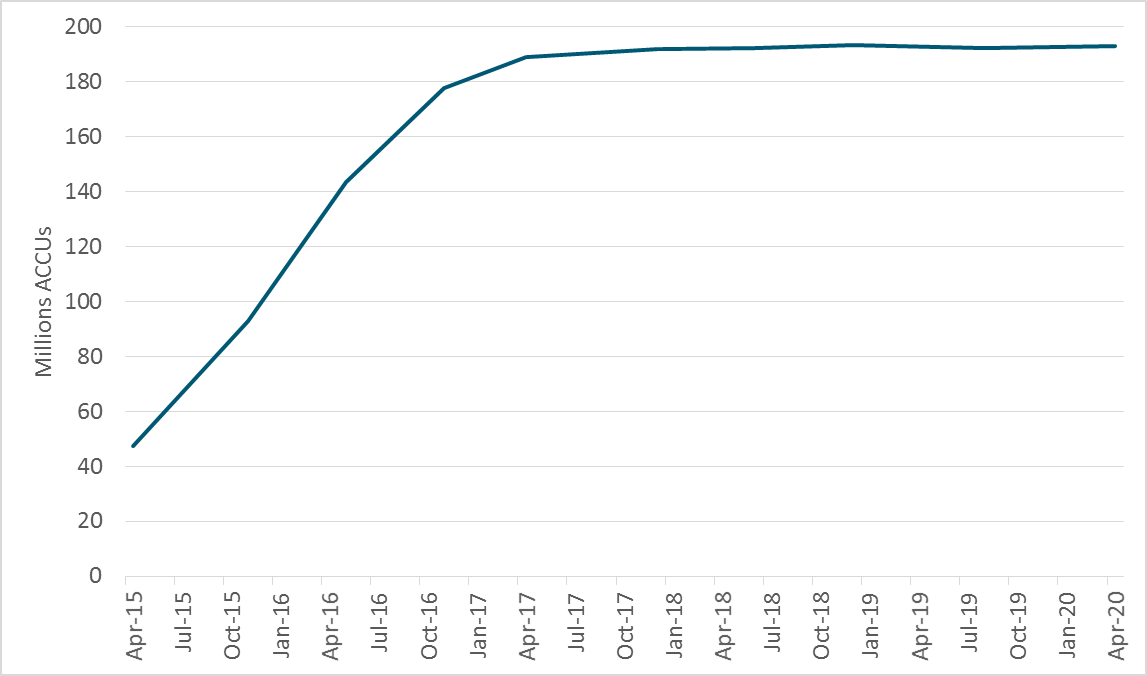 200
180
160
140
120
100
80
60
40
20
0
Millions ACCUs
Apr-15
Jul-15
Oct-15
Jan-16
Apr-16
Jul-16
Oct-16
Jan-17
Apr-17
Jul-17
Oct-17
Jan-18
Apr-18
Jul-18
Oct-18
Jan-19
Apr-19
Jul-19
Oct-19
Jan-20
Apr-20